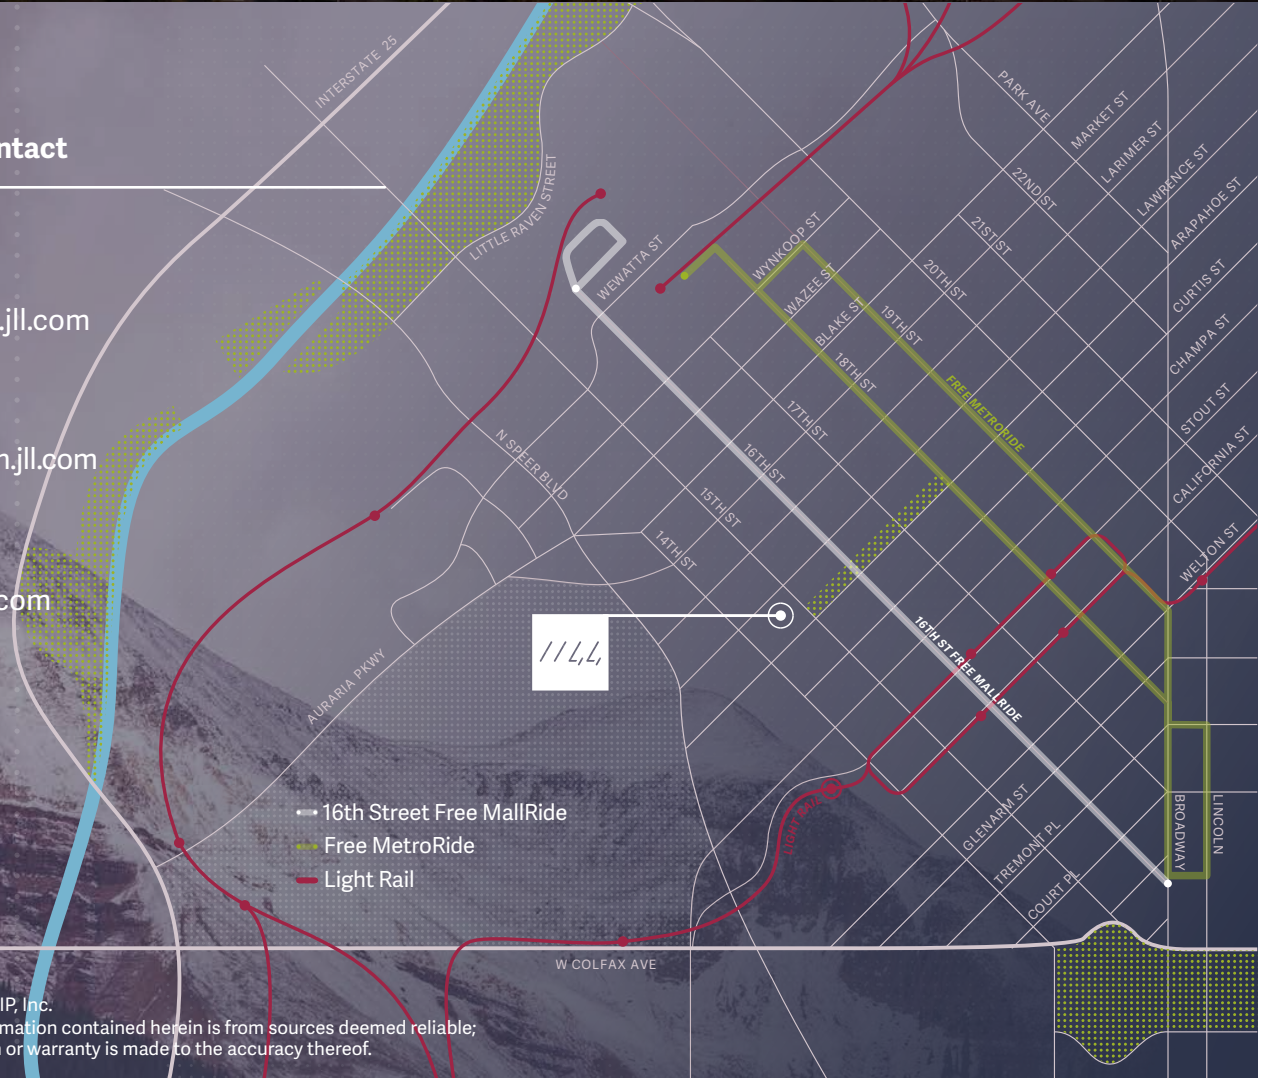 ntact
.jll.com
n.jll.com
com
INTERSTATE 25
LITTLE RAVEN STREET
WEWATTA ST
WYNKOOP ST
WAZEE ST
BLAKE ST
PARK AVE
MARKET ST
LARIMER ST
LAWRENCE ST
ARAPAHOE ST
CURTIS ST
CHAMPA ST
STOUT ST
CALIFORNIA ST
WELTON ST
22ND ST
21ST ST
20TH ST
19TH ST
18TH ST
17TH ST
16TH ST
15TH ST
14TH ST
FREE METRORIDE
N SPEER BLVD
AURARIA PKWY
16TH ST FREE MALLRIDE
LIGHT RAIL
GLENARM ST
TREMONT PL
COURT PL
BROADWAY
LINCOLN
16th Street Free MallRide
Free MetroRide
Light Rail
W COLFAX AVE
IP, Inc.
mation contained herein is from sources deemed reliable;
or warranty is made to the accuracy thereof.